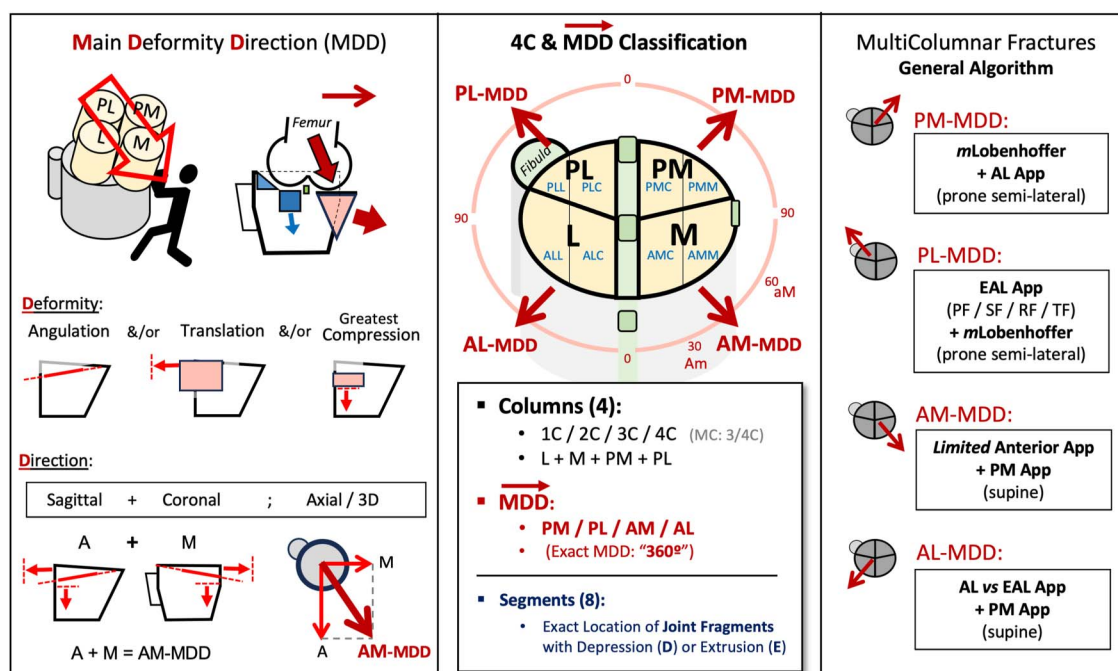 Main Deformity Direction (MDD)
PL
PM
L
M
Femur
Deformity:
Angulation &/or Translation &/or Greatest Compression
Direction:
Sagittal + Coronal ; Axial / 3D
A + M
M
A
AM-MDD
A + M = AM-MDD
4C & MDD Classification
0
PL-MDD
PM-MDD
Fibula
PL
PM
PLL
PLC
PMC
PMM
90
90
L
M
ALL
ALC
AMC
AMM
60
aM
AL-MDD
0
30
Am
AM-MDD
▪ Columns (4):
• 1C / 2C / 3C / 4C (MC: 3/4C)
• L + M + PM + PL
▪ MDD:
• PM / PL / AM / AL
• (Exact MDD: “360º”)
▪ Segments (8):
• Exact Location of Joint Fragments
with Depression (D) or Extrusion (E)
MultiColumnar Fractures
General Algorithm
PM-MDD:
mLobenhoffer
+ AL App
(prone semi-lateral)
PL-MDD:
EAL App
(PF / SF / RF / TF)
+ mLobenhoffer
(prone semi-lateral)
AM-MDD:
Limited Anterior App
+ PM App
(supine)
AL-MDD:
AL vs EAL App
+ PM App
(supine)